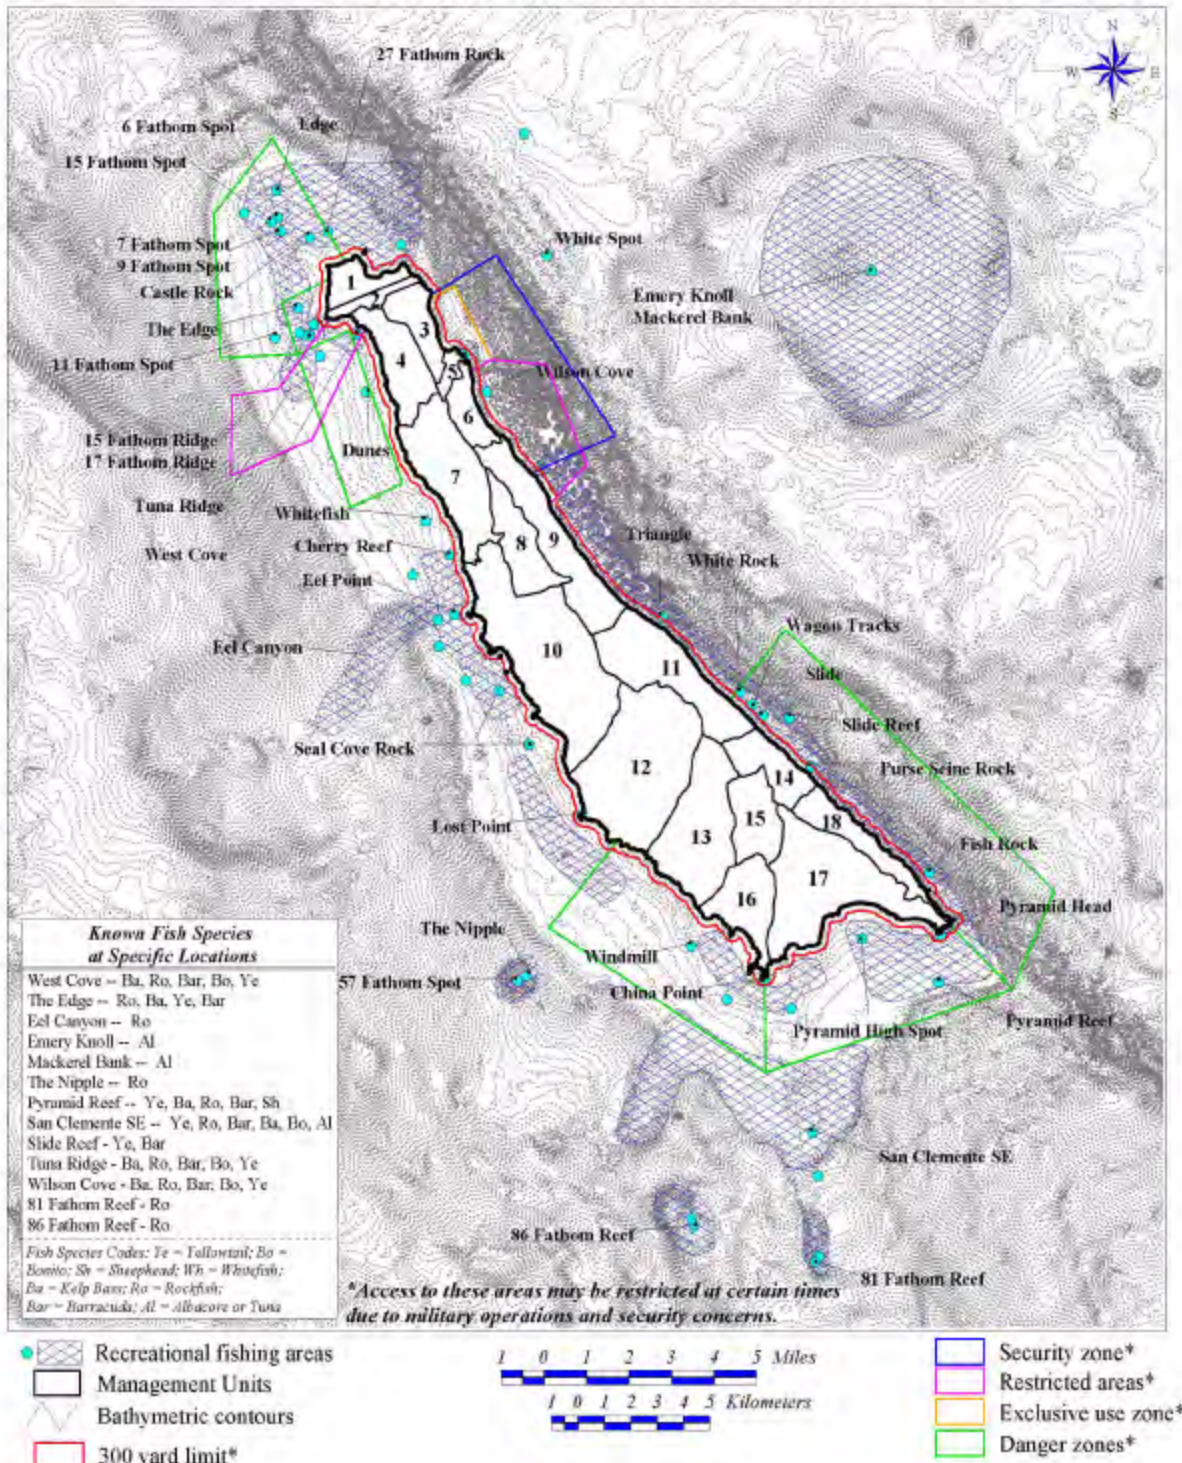 27 Fathom Rock
N
W E
S
6 Fathom Spot
Edge
15 Fathom Spot
7 Fathom Spot
9 Fathom Spot
Castle Rock
The Edge
11 Fathom Spot
White Spot
Emery Knoll
Mackerel Bank
1
3
4
5
6
Wilson Cove
15 Fathom Ridge
17 Fathom Ridge
Dunes
7
Tuna Ridge
Whitefish
West Cove
Cherry Reef
8
9
Triangle
White Rock
Eel Point
Eel Canyon
10
11
Wagon Tracks
Slide
Slide Reef
Seal Cove Rock
12
14
Purse Seine Rock
Lost Point
13
15
18
Fish Rock
16
17
Pyramid Head
The Nipple
Windmill
57 Fathom Spot
China Point
Pyramid High Spot
Pyramid Reef
San Clemente SE
86 Fathom Reef
81 Fathom Reef
Known Fish Species
at Specific Locations
West Cove -- Ba, Ro, Bar, Bo, Ye
The Edge -- Ro, Ba, Ye, Bar
Eel Canyon -- Ro
Emery Knoll -- Al
Mackerel Bank -- Al
The Nipple -- Ro
Pyramid Reef -- Ye, Ba, Ro, Bar, Sh
San Clemente SE -- Ye, Ro, Bar, Ba, Bo, Al
Slide Reef - Ye, Bar
Tuna Ridge - Ba, Ro, Bar, Bo, Ye
Wilson Cove - Ba, Ro, Bar, Bo, Ye
81 Fathom Reef - Ro
86 Fathom Reef - Ro
Fish Species Codes: Ye = Yellowtail; Bo =
Bonito; Sh = Sheephead; Wh = Whitefish;
Ba = Kelp Bass; Ro = Rockfish;
Bar = Barracuda; Al = Albacore or Tuna
*Access to these areas may be restricted at certain times
due to military operations and security concerns.
Recreational fishing areas
Management Units
Bathymetric contours
300 yard limit*
1 0 1 2 3 4 5 Miles
1 0 1 2 3 4 5 Kilometers
Security zone*
Restricted areas*
Exclusive use zone*
Danger zones*